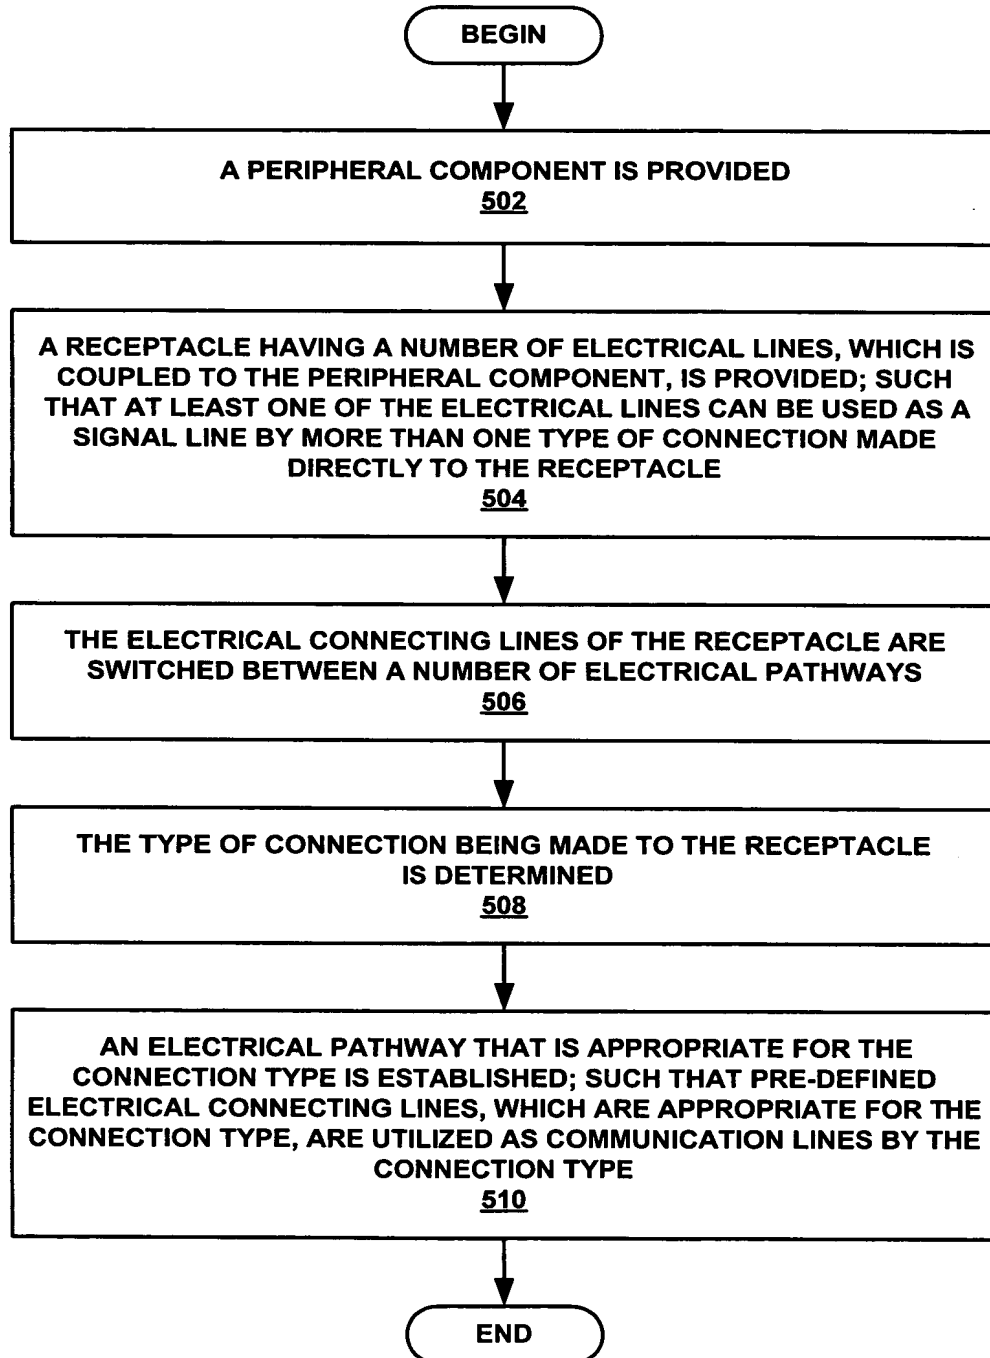 BEGIN
A PERIPHERAL COMPONENT IS PROVIDED
502
A RECEPTACLE HAVING A NUMBER OF ELECTRICAL LINES, WHICH IS
COUPLED TO THE PERIPHERAL COMPONENT, IS PROVIDED; SUCH
THAT AT LEAST ONE OF THE ELECTRICAL LINES CAN BE USED AS A
SIGNAL LINE BY MORE THAN ONE TYPE OF CONNECTION MADE
DIRECTLY TO THE RECEPTACLE
504
THE ELECTRICAL CONNECTING LINES OF THE RECEPTACLE ARE
SWITCHED BETWEEN A NUMBER OF ELECTRICAL PATHWAYS
506
THE TYPE OF CONNECTION BEING MADE TO THE RECEPTACLE
IS DETERMINED
508
AN ELECTRICAL PATHWAY THAT IS APPROPRIATE FOR THE
CONNECTION TYPE IS ESTABLISHED; SUCH THAT PRE-DEFINED
ELECTRICAL CONNECTING LINES, WHICH ARE APPROPRIATE FOR THE
CONNECTION TYPE, ARE UTILIZED AS COMMUNICATION LINES BY THE
CONNECTION TYPE
510
END